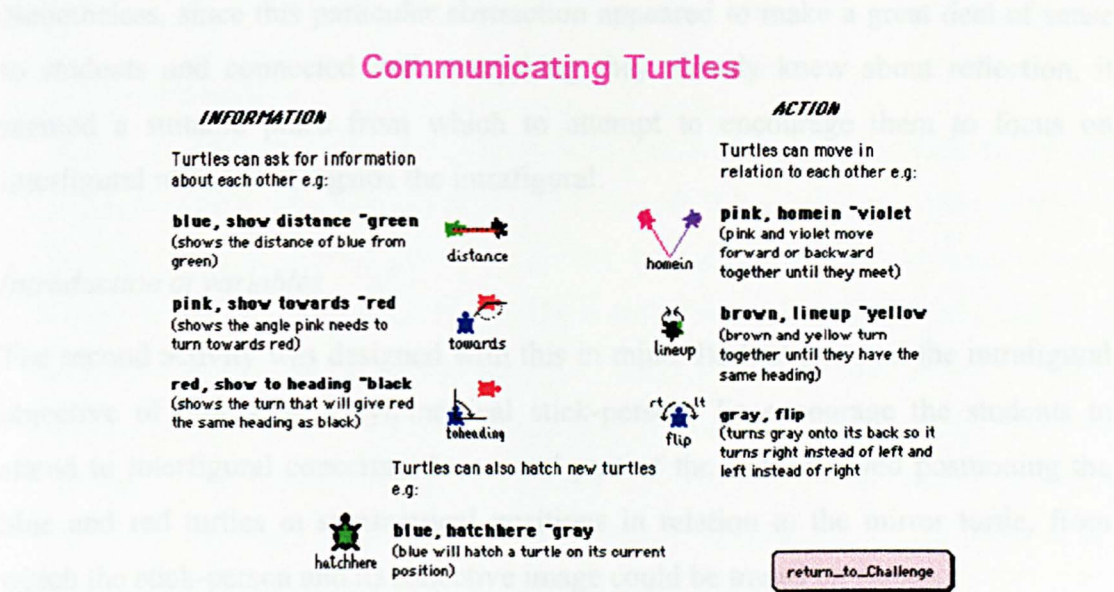 Communicating Turtles
INFORMATION
Turtles can ask for information
about each other e.g:
blue, show distance "green
(shows the distance of blue from
green)
distance
pink, show towards "red
(shows the angle pink needs to
turn towards red)
towards
red, show to heading "black
(shows the turn that will give red
the same heading as black)
toheading
ACTION
Turtles can move in
relation to each other e.g:
homein
pink, homein "violet
(pink and violet move
forward or backward
together until they meet)
lineup
brown, lineup "yellow
(brown and yellow turn
together until they have the
same heading)
rt lt
flip
gray, flip
(turns gray onto its back so it
turns right instead of left and
left instead of right
Turtles can also hatch new turtles
e.g:
hatchhere
blue, hatchhere "gray
(blue will hatch a turtle on its current
position)
return_to_Challenge